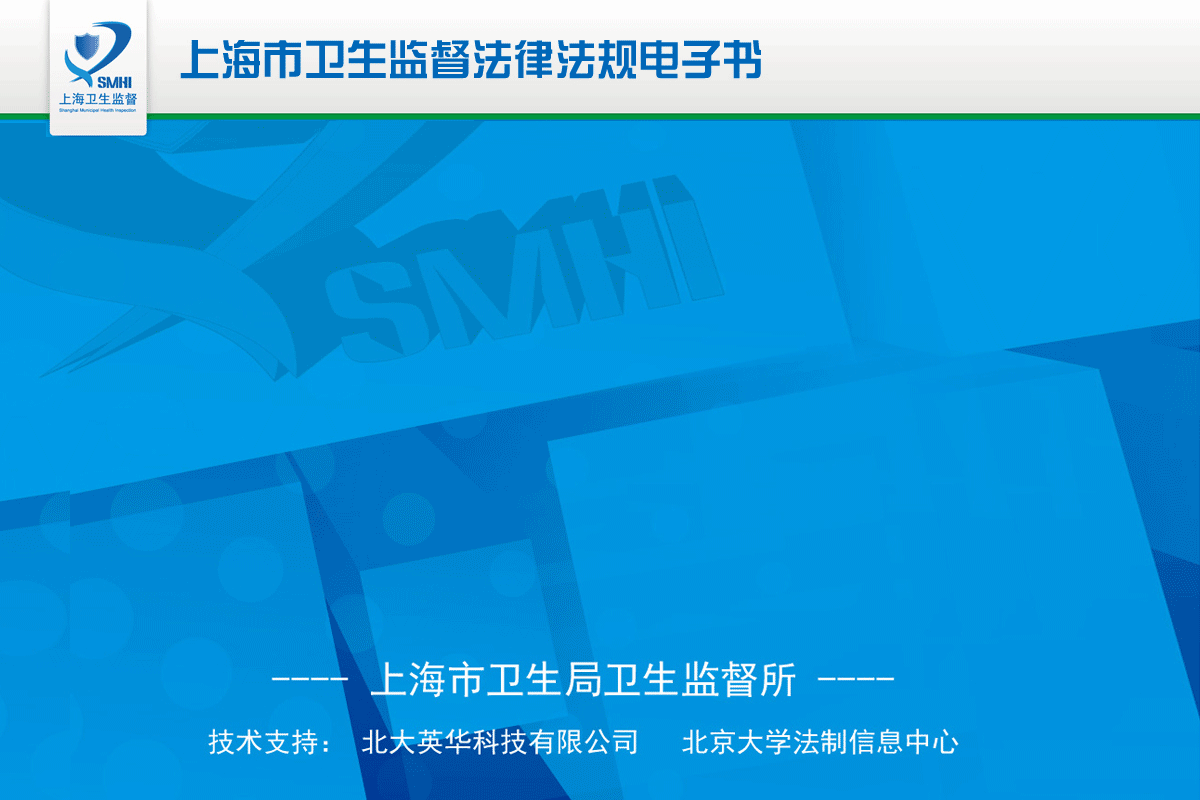 SMHI
上海卫生监督
Shanghai Municipal Health Inspection
上海市卫生监督法律法规电子书
SMHI
---- 上海市卫生局卫生监督所 ----
技术支持： 北大英华科技有限公司 北京大学法制信息中心